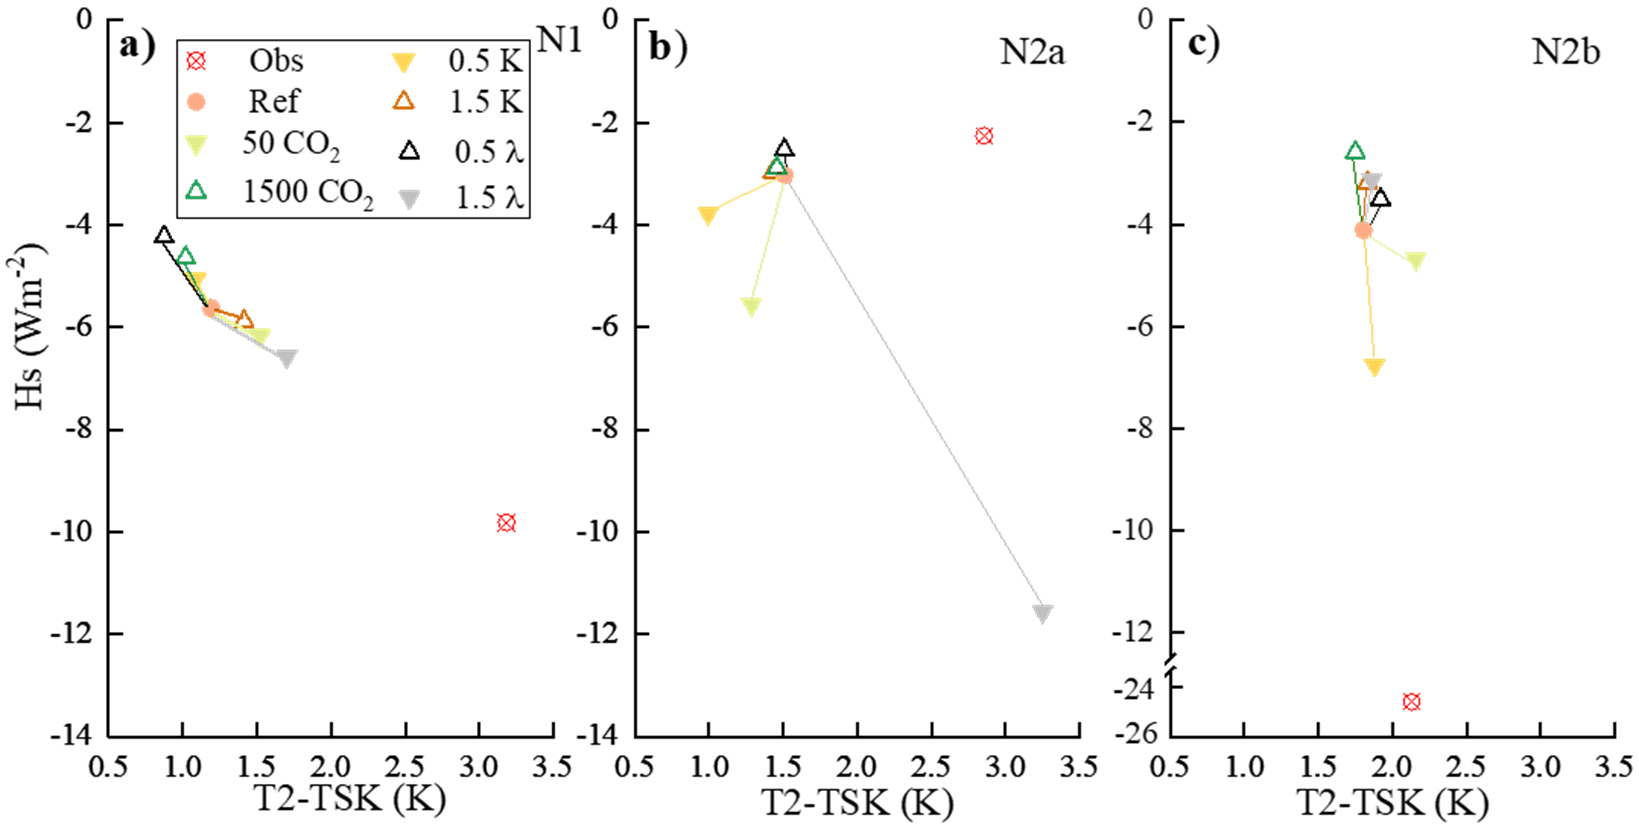 a)
N1
Obs
Ref
50 CO2
1500 CO2
0.5 K
1.5 K
0.5 λ
1.5 λ
0
-2
-4
-6
-8
-10
-12
-14
Hs (Wm-2)
0.5 1.0 1.5 2.0 2.5 3.0 3.5
T2-TSK (K)
b)
N2a
0
-2
-4
-6
-8
-10
-12
-14
0.5 1.0 1.5 2.0 2.5 3.0 3.5
T2-TSK (K)
c)
N2b
0
-2
-4
-6
-8
-10
-12
-24
-26
0.5 1.0 1.5 2.0 2.5 3.0 3.5
T2-TSK (K)